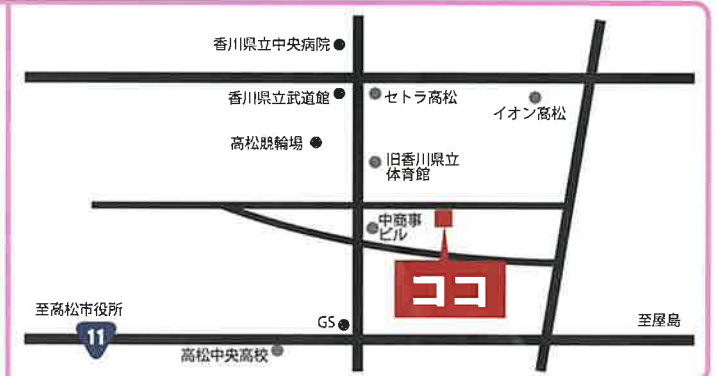 香川県立中央病院
香川県立武道館
セトラ高松
イオン高松
高松競輪場
旧香川県立
体育館
中商事
ビル
ココ
至高松市役所
11
GS
至屋島
高松中央高校